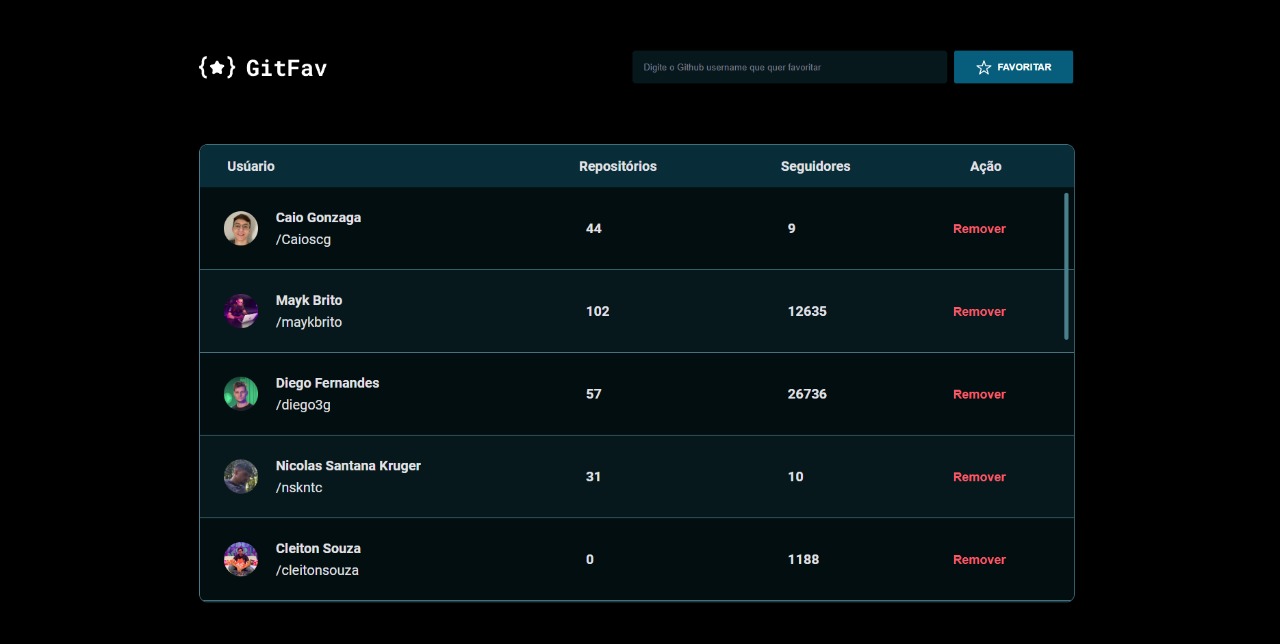 {★} GitFav
Digite o Github username que quer favoritar
FAVORITAR
Usúario Repositórios Seguidores Ação
Caio Gonzaga
/Caioscg
44 9 Remover
Mayk Brito
/maykbrito
102 12635 Remover
Diego Fernandes
/diego3g
57 26736 Remover
Nicolas Santana Kruger
/nskntc
31 10 Remover
Cleiton Souza
/cleitonsouza
0 1188 Remover